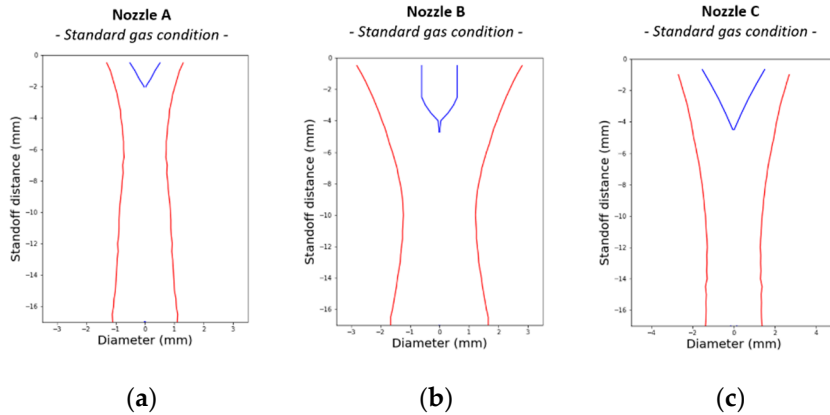 Nozzle A
- Standard gas condition -
Nozzle B
- Standard gas condition -
Nozzle C
- Standard gas condition -
Standoff distance (mm)
0
−2
−4
−6
−8
−10
−12
−14
−16
−3 −2 −1 0 1 2 3
Diameter (mm)
Standoff distance (mm)
0
−2
−4
−6
−8
−10
−12
−14
−16
−3 −2 −1 0 1 2 3
Diameter (mm)
Standoff distance (mm)
0
−2
−4
−6
−8
−10
−12
−14
−16
−4 −2 0 2 4
Diameter (mm)
(a)
(b)
(c)